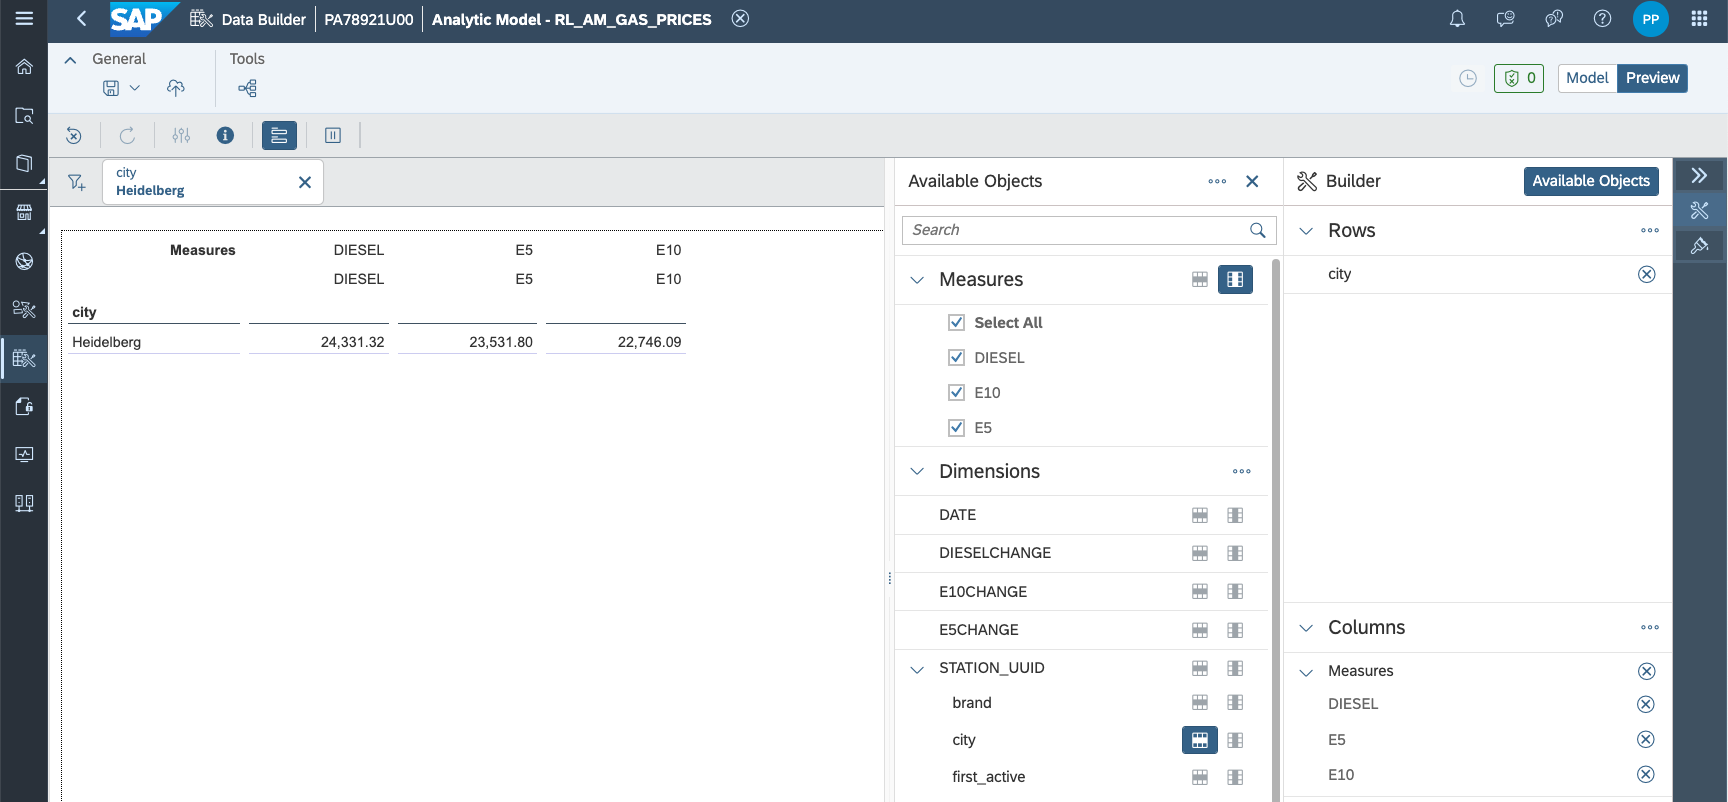 SAP Data Builder PA78921U00 Analytic Model - RL_AM_GAS_PRICES PP
General Tools
0 Model Preview
city
Heidelberg
Measures DIESEL E5 E10
DIESEL E5 E10
city
Heidelberg 24,331.32 23,531.80 22,746.09
Available Objects
Search
Measures
Select All
DIESEL
E10
E5
Dimensions
DATE
DIESELCHANGE
E10CHANGE
E5CHANGE
STATION_UUID
brand
city
first_active
Builder Available Objects
Rows
city
Columns
Measures
DIESEL
E5
E10